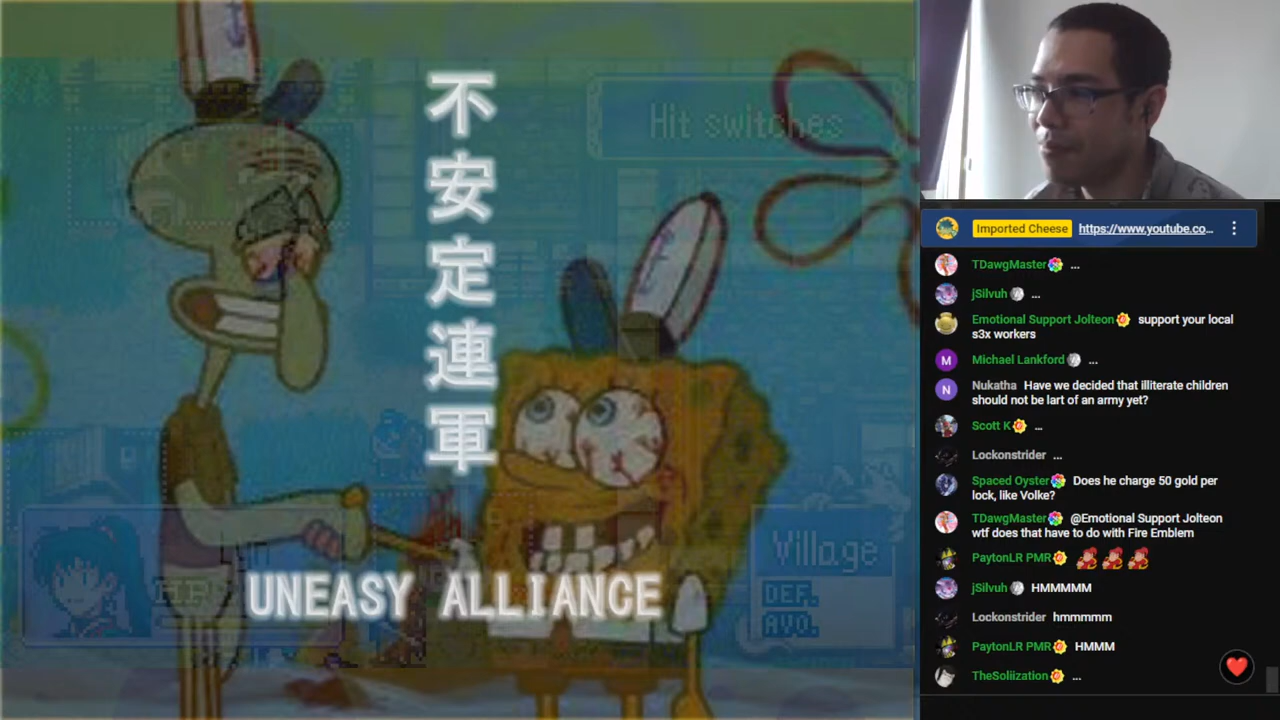 不安定連軍
Hit switches
UNEASY ALLIANCE
Village
DEF.
AVO.
Imported Cheese https://www.youtube.co...
TDawgMaster ...
jSilvuh ...
Emotional Support Jolteon support your local
s3x workers
M
Michael Lankford ...
N
Nukatha Have we decided that illiterate children
should not be lart of an army yet?
Scott K ...
Lockonstrider ...
Spaced Oyster Does he charge 50 gold per
lock, like Volke?
TDawgMaster @Emotional Support Jolteon
wtf does that have to do with Fire Emblem
PaytonLR PMR
jSilvuh HMMMMM
Lockonstrider hmmmmm
PaytonLR PMR HMMM
TheSoliization ...